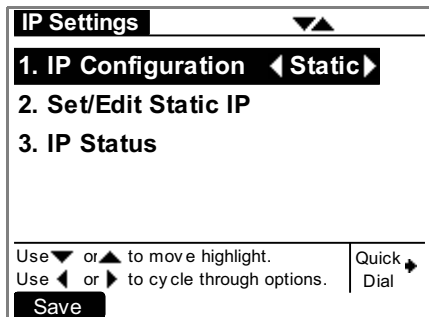 IP Settings ▼▲
1. IP Configuration ◀ Static ▶
2. Set/Edit Static IP
3. IP Status
Use ▼ or ▲ to move highlight.
Use ◀ or ▶ to cycle through options.
Quick
Dial
Save